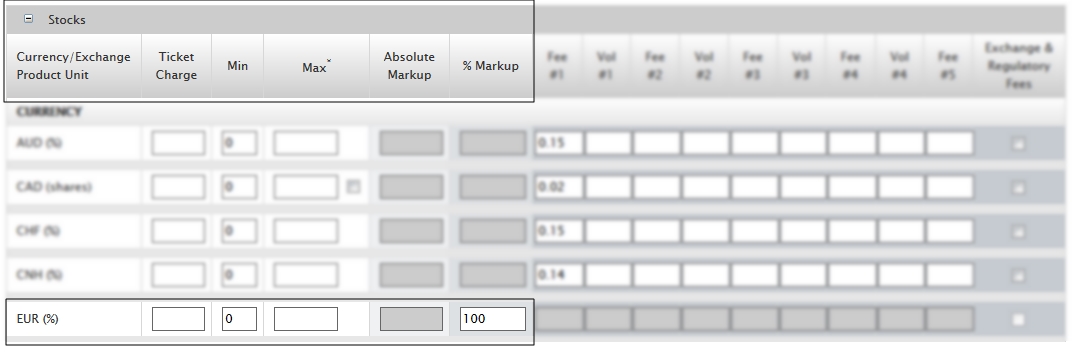 Stocks
Currency/Exchange Product Unit
Ticket Charge
Min
Max*
Absolute Markup
% Markup
Fee #1
Vol #1
Fee #2
Vol #2
Fee #3
Vol #3
Fee #4
Vol #4
Fee #5
Exchange & Regulatory Fees
CURRENCY
AUD (%) 0 0.15
CAD (shares) 0 0.02
CHF (%) 0 0.15
CNH (%) 0 0.14
EUR (%) 0 100